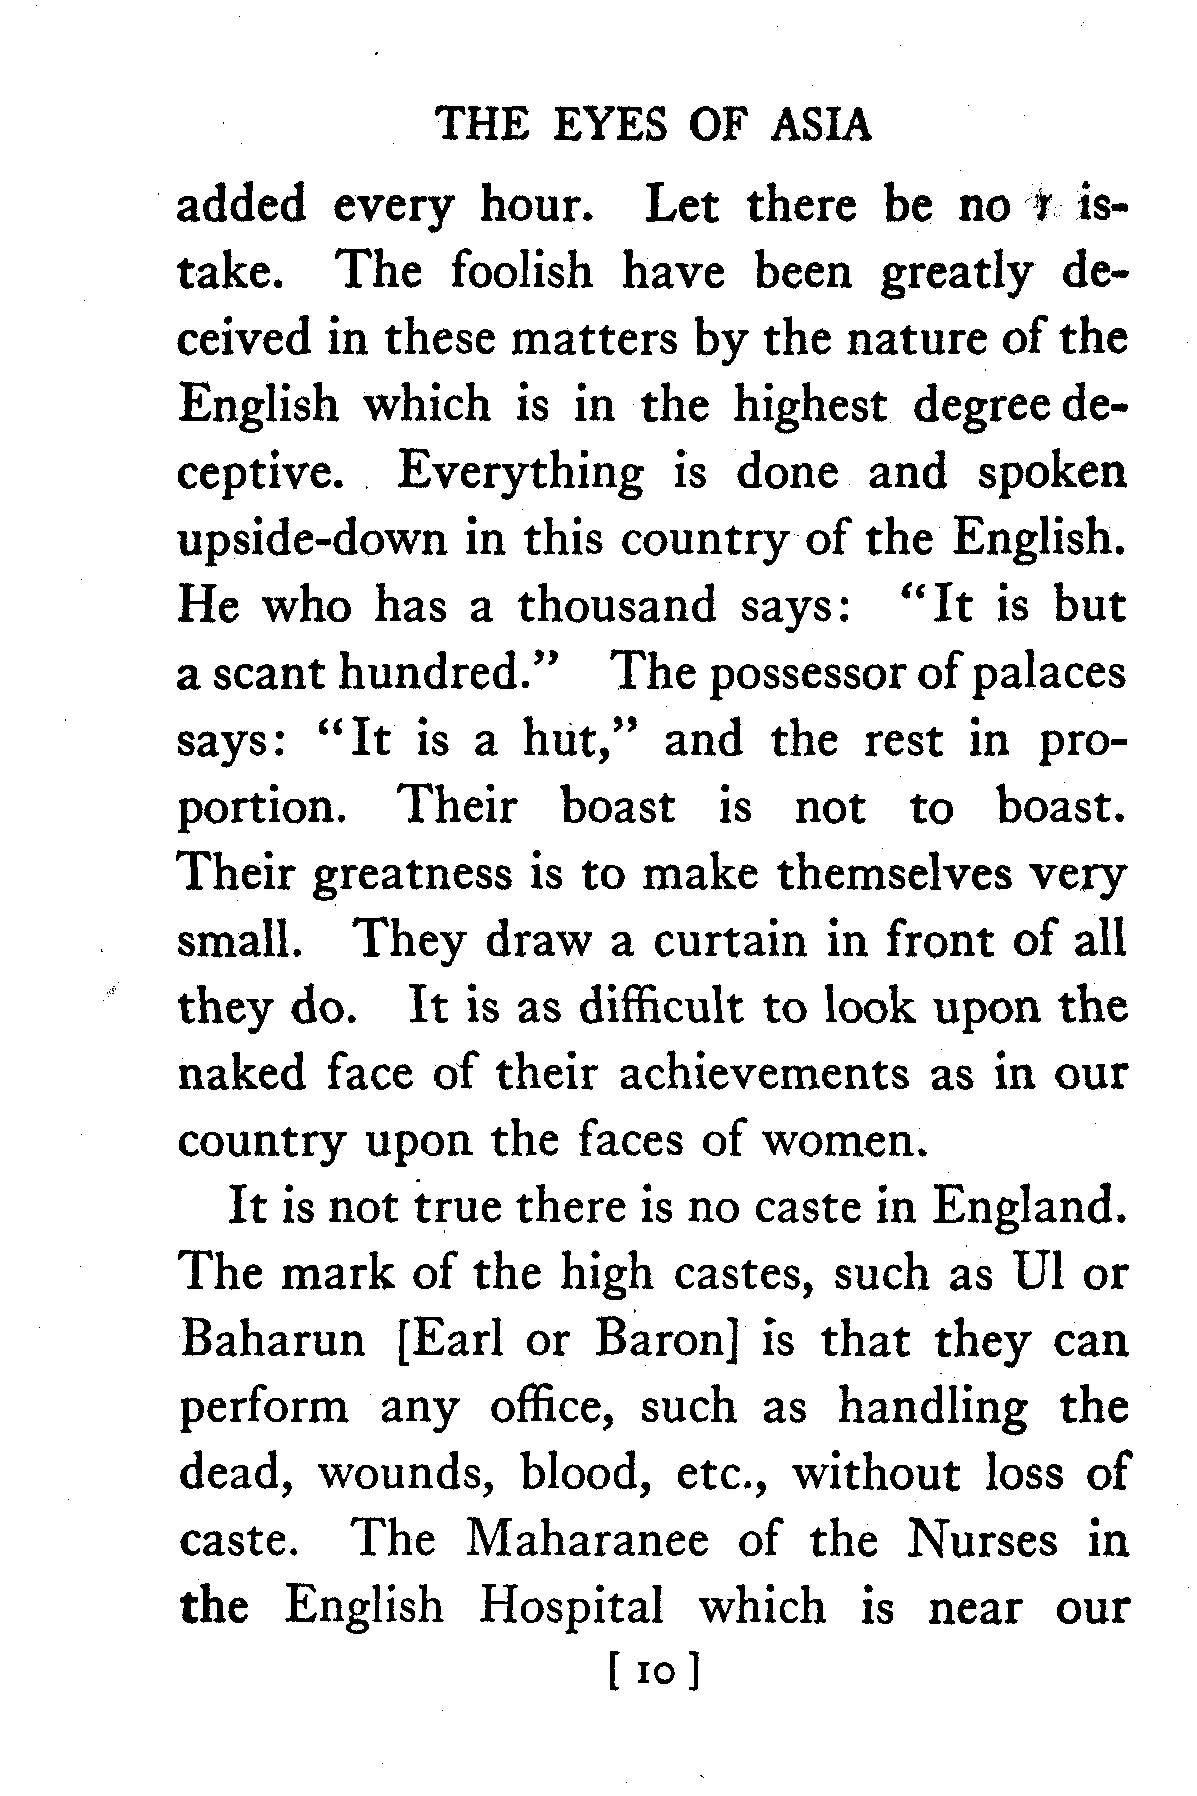 THE EYES OF ASIA
added every hour. Let there be no mis-
take. The foolish have been greatly de-
ceived in these matters by the nature of the
English which is in the highest degree de-
ceptive. Everything is done and spoken
upside-down in this country of the English.
He who has a thousand says: "It is but
a scant hundred." The possessor of palaces
says: "It is a hut," and the rest in pro-
portion. Their boast is not to boast.
Their greatness is to make themselves very
small. They draw a curtain in front of all
they do. It is as difficult to look upon the
naked face of their achievements as in our
country upon the faces of women.
It is not true there is no caste in England.
The mark of the high castes, such as Ul or
Baharun [Earl or Baron] is that they can
perform any office, such as handling the
dead, wounds, blood, etc., without loss of
caste. The Maharanee of the Nurses in
the English Hospital which is near our
[ 10 ]